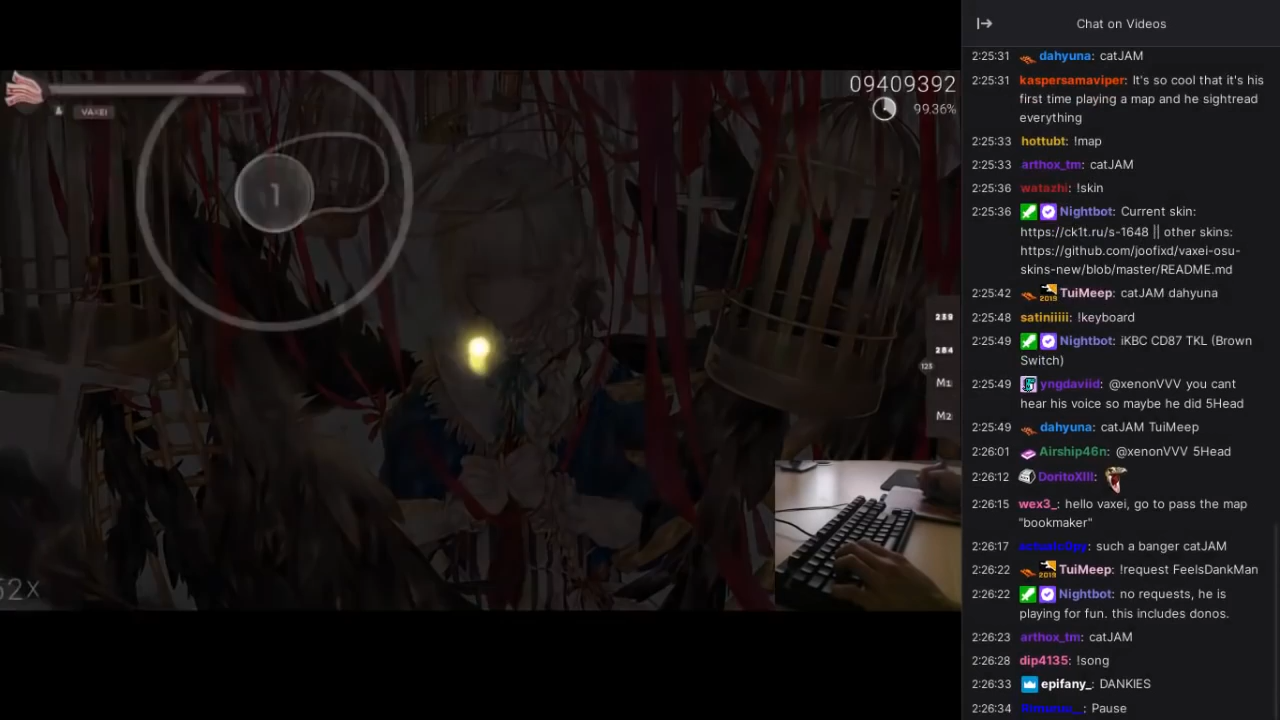 VAXEI
1
09409392
99.36%
239
284
123
M1
M2
52x
Chat on Videos
2:25:31 dahyuna: catJAM
2:25:31 kaspersamaviper: It's so cool that it's his
first time playing a map and he sightread
everything
2:25:33 hottubt: !map
2:25:33 arthox_tm: catJAM
2:25:36 watazhi: !skin
2:25:36 Nightbot: Current skin:
https://ck1t.ru/s-1648 || other skins:
https://github.com/joofixd/vaxei-osu-
skins-new/blob/master/README.md
2:25:42 2019 TuiMeep: catJAM dahyuna
2:25:48 satiniiiii: !keyboard
2:25:49 Nightbot: iKBC CD87 TKL (Brown
Switch)
2:25:49 yngdaviid: @xenonVVV you cant
hear his voice so maybe he did 5Head
2:25:49 dahyuna: catJAM TuiMeep
2:26:01 Airship46n: @xenonVVV 5Head
2:26:12 DoritoXIII:
2:26:15 wex3_: hello vaxei, go to pass the map
"bookmaker"
2:26:17 such a banger catJAM
2:26:22 2019 TuiMeep: !request FeelsDankMan
2:26:22 Nightbot: no requests, he is
playing for fun. this includes donos.
2:26:23 arthox_tm: catJAM
2:26:28 dip4135: !song
2:26:33 epifany_: DANKIES
2:26:34 Pause